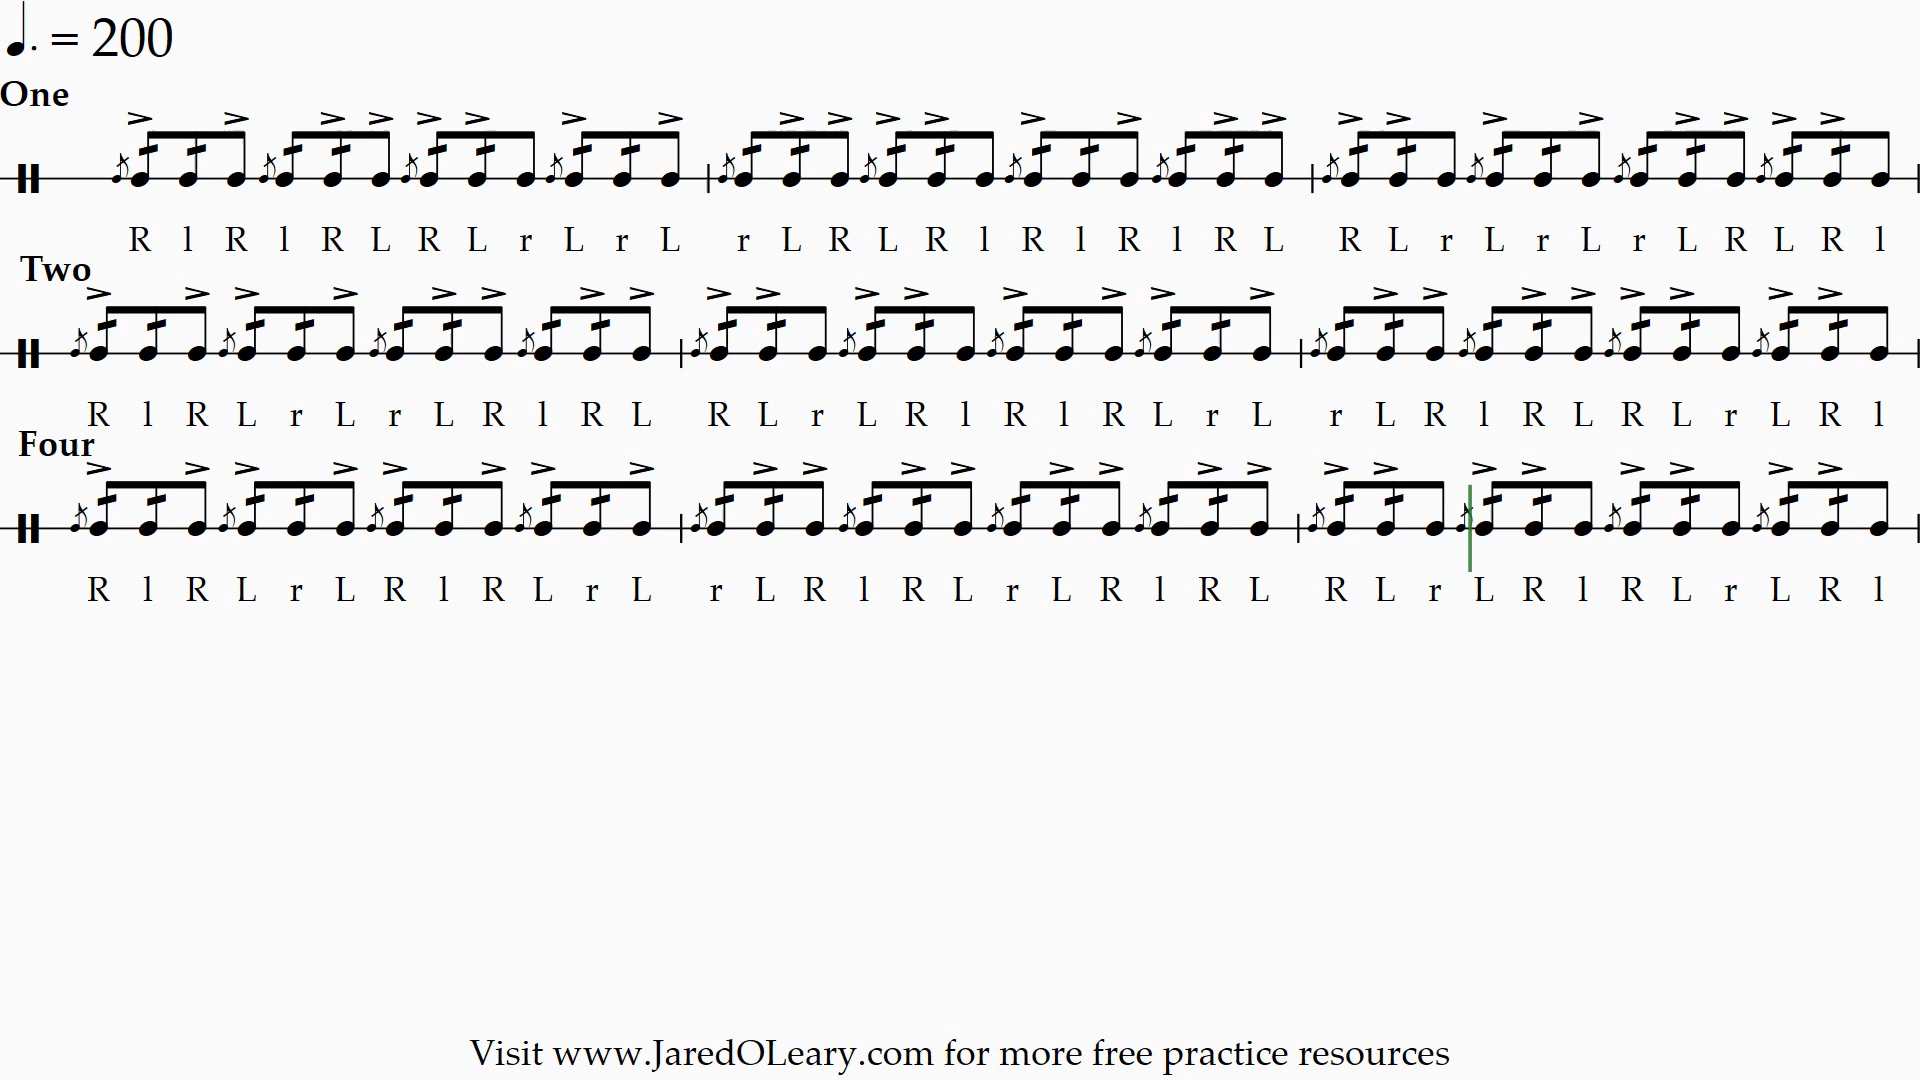 ♩. = 200
One
R l R l R L R L r L r L r L R L R l R l R l R L R L r L r L r L R L R l
Two
R l R L r L r L R l R L R L r L R l R l R L r L r L R l R L R L r L R l
Four
R l R L r L R l R L r L r L R l R L r L R l R L R L r L R l R L r L R l
Visit www.JaredOLeary.com for more free practice resources